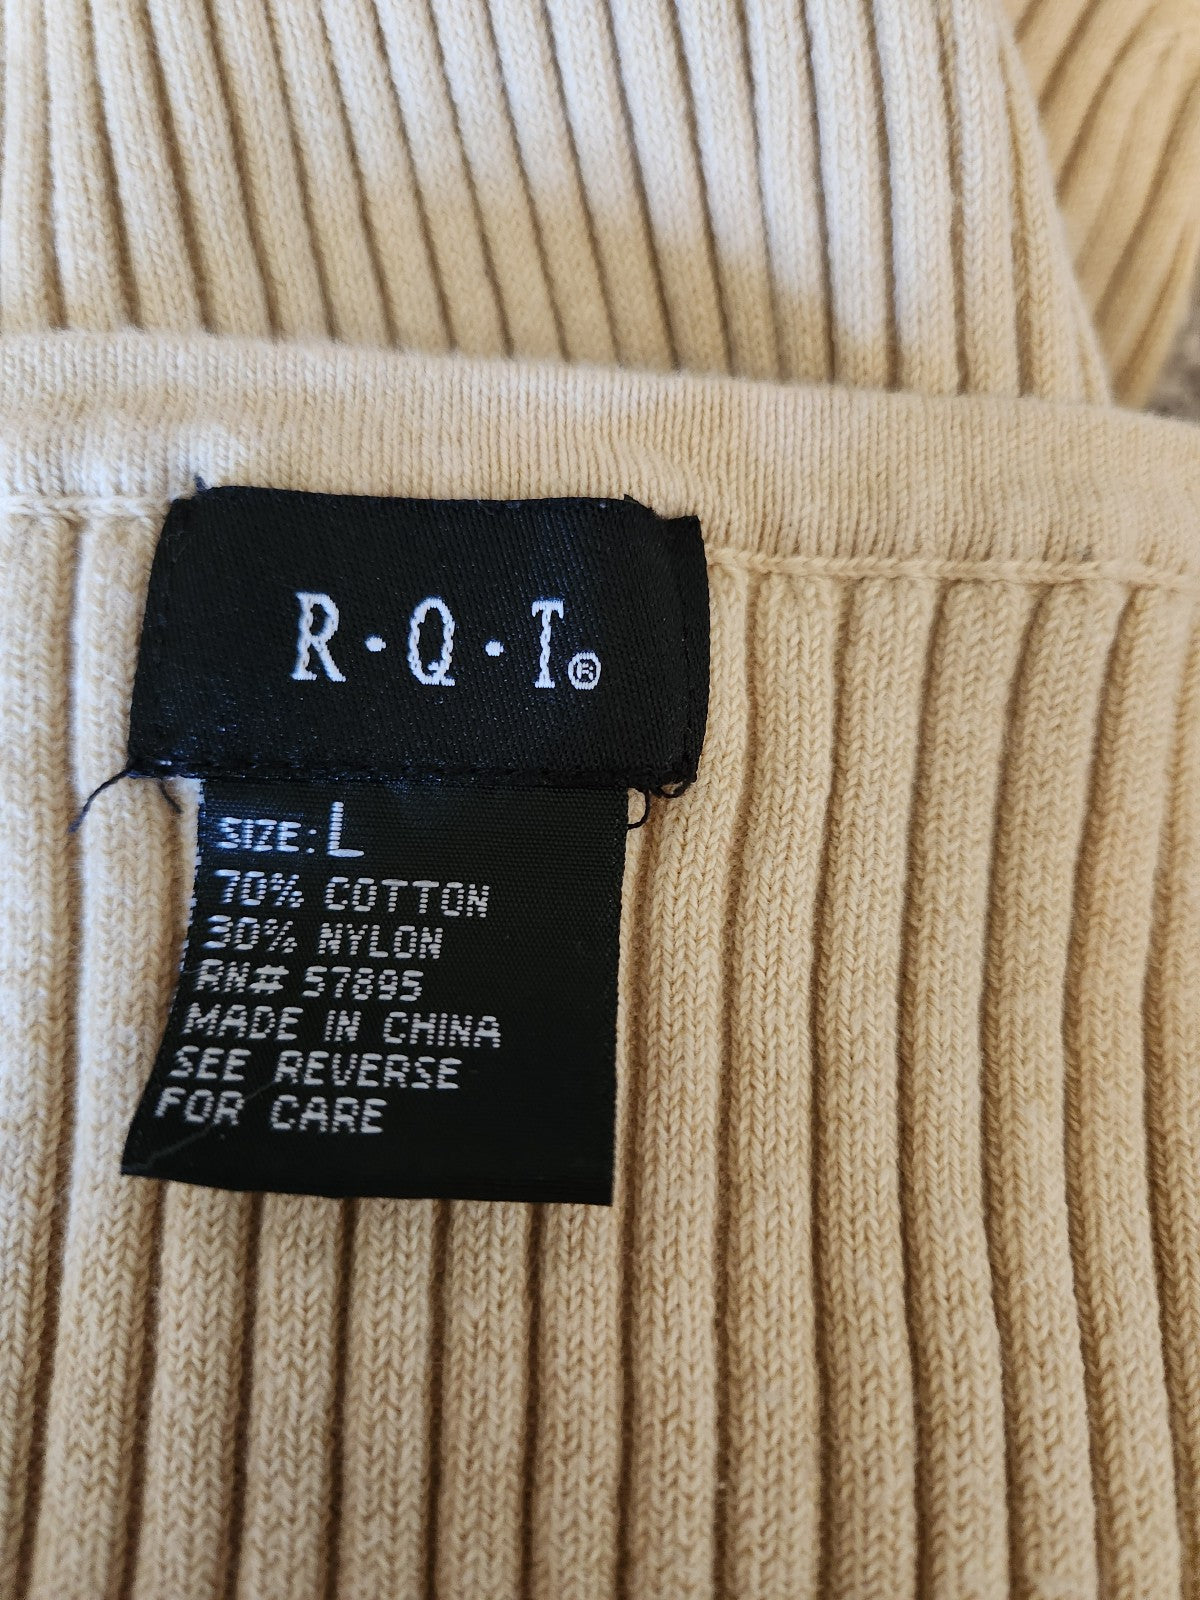 R·Q·T®
SIZE: L
70% COTTON
30% NYLON
RN# 57895
MADE IN CHINA
SEE REVERSE
FOR CARE